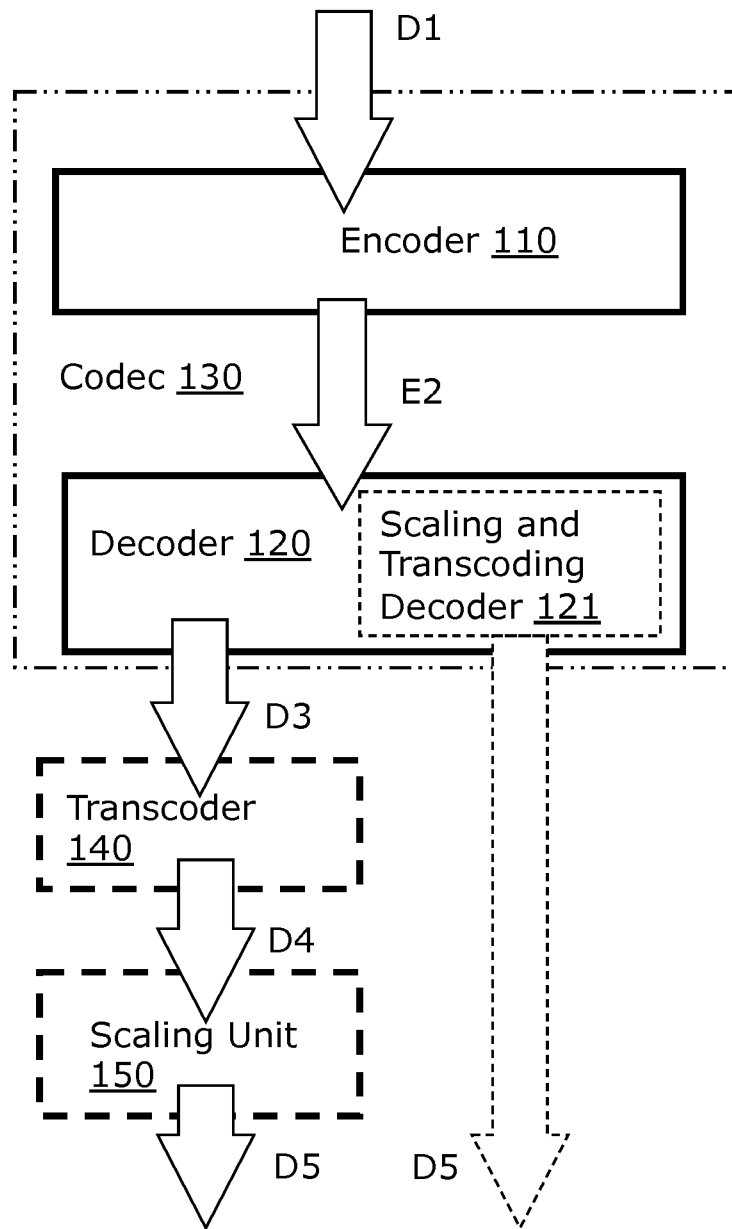 D1
Encoder 110
Codec 130
E2
Decoder 120
Scaling and
Transcoding
Decoder 121
D3
Transcoder
140
D4
Scaling Unit
150
D5
D5